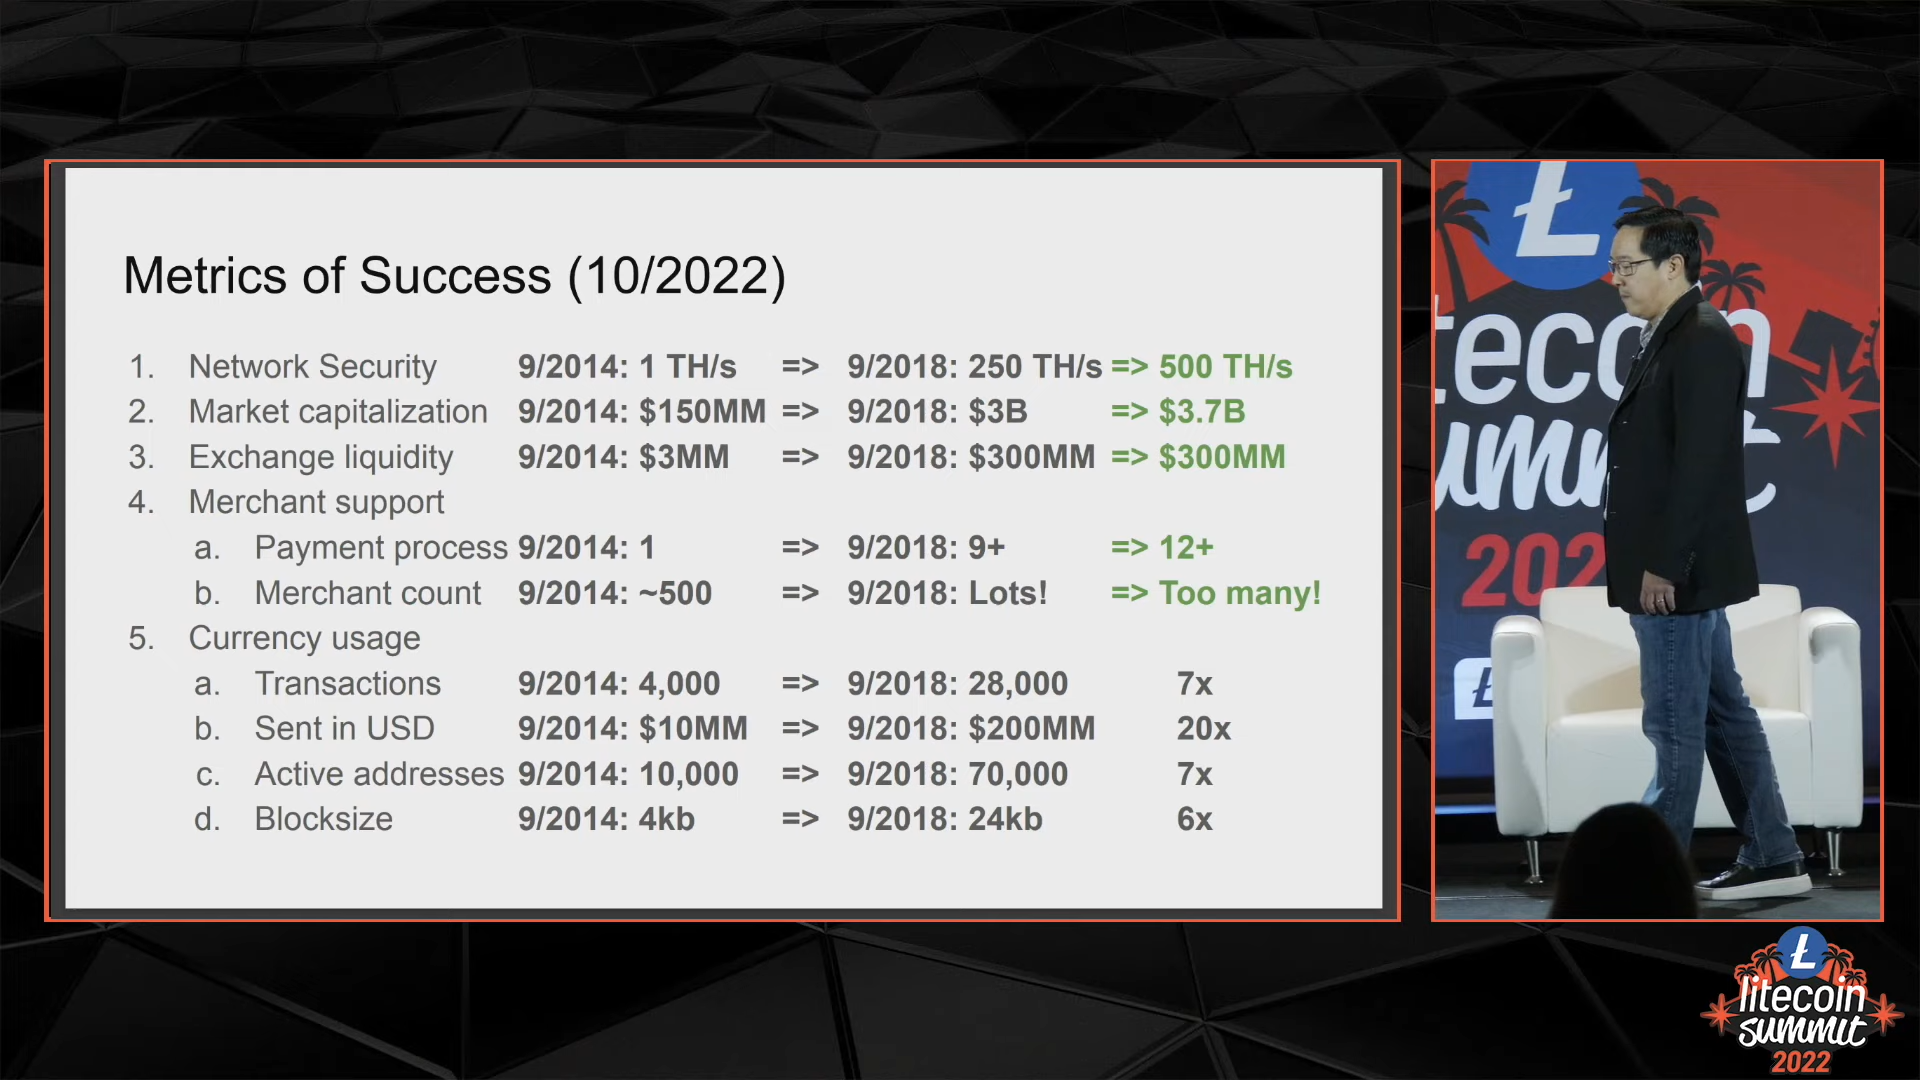 Metrics of Success (10/2022)
1. Network Security 9/2014: 1 TH/s => 9/2018: 250 TH/s => 500 TH/s
2. Market capitalization 9/2014: $150MM => 9/2018: $3B => $3.7B
3. Exchange liquidity 9/2014: $3MM => 9/2018: $300MM => $300MM
4. Merchant support
a. Payment process 9/2014: 1 => 9/2018: 9+ => 12+
b. Merchant count 9/2014: ~500 => 9/2018: Lots! => Too many!
5. Currency usage
a. Transactions 9/2014: 4,000 => 9/2018: 28,000 7x
b. Sent in USD 9/2014: $10MM => 9/2018: $200MM 20x
c. Active addresses 9/2014: 10,000 => 9/2018: 70,000 7x
d. Blocksize 9/2014: 4kb => 9/2018: 24kb 6x
Ł
tecoin
ummit
202
Ł
litecoin
summit
2022